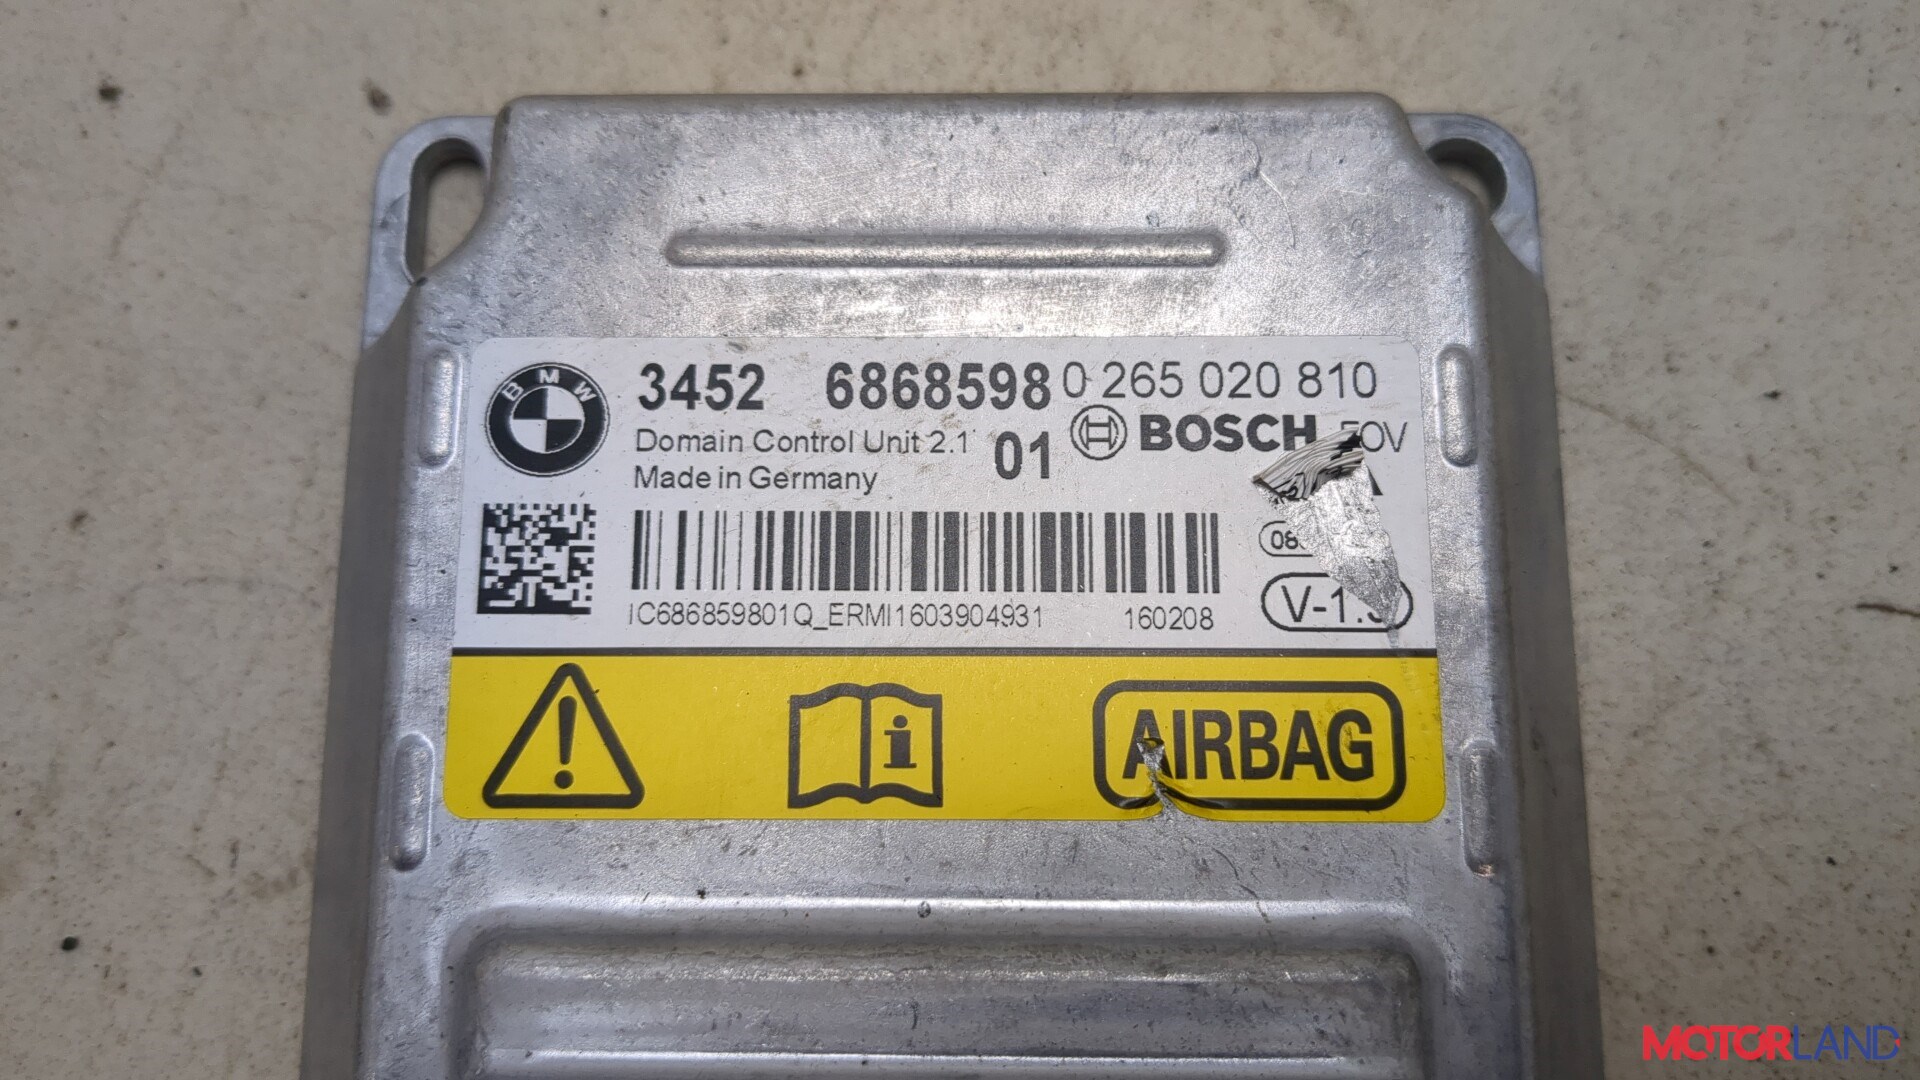 BMW
3452 6868598 0 265 020 810
Domain Control Unit 2.1 01 BOSCH
Made in Germany
IC686859801Q_ERMI1603904931 160208
AIRBAG
MOTORLAND